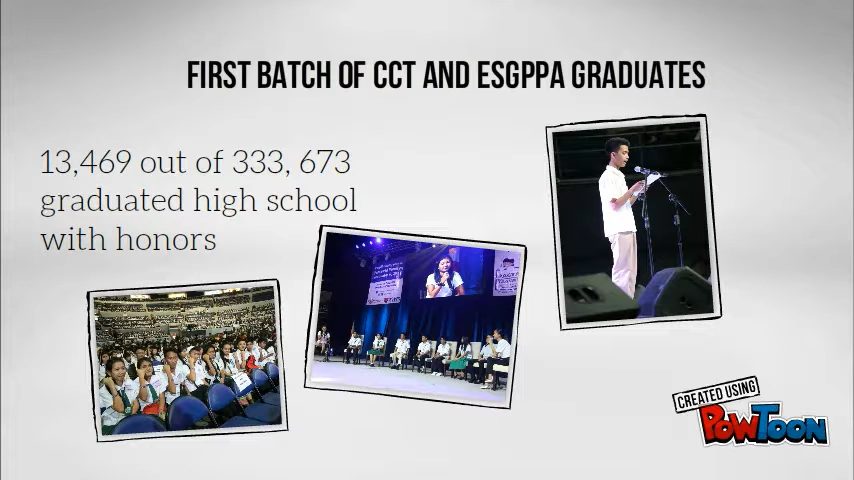 FIRST BATCH OF CCT AND ESGPPA GRADUATES
13,469 out of 333, 673
graduated high school
with honors
CREATED USING
POWTOON